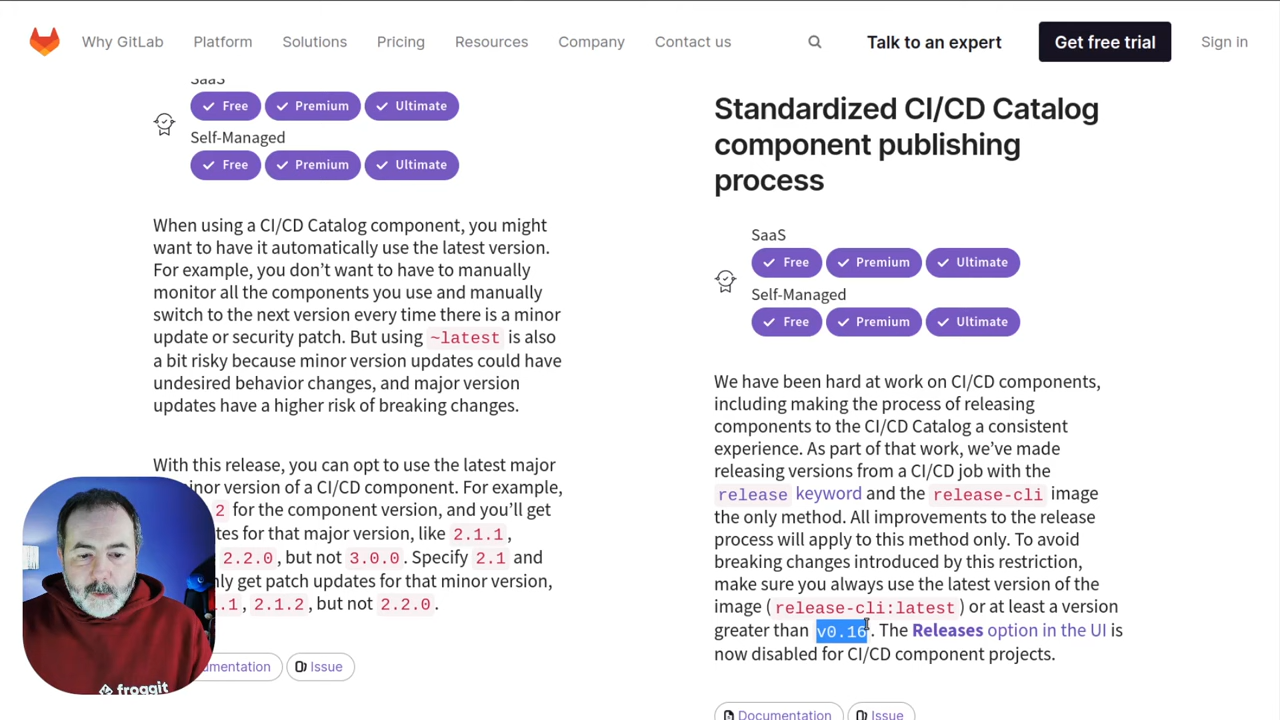 Why GitLab
Platform
Solutions
Pricing
Resources
Company
Contact us
Talk to an expert
Get free trial
Sign in
SaaS
Free
Premium
Ultimate
Self-Managed
Free
Premium
Ultimate
When using a CI/CD Catalog component, you might
want to have it automatically use the latest version.
For example, you don’t want to have to manually
monitor all the components you use and manually
switch to the next version every time there is a minor
update or security patch. But using ~latest is also
a bit risky because minor version updates could have
undesired behavior changes, and major version
updates have a higher risk of breaking changes.
With this release, you can opt to use the latest major
inor version of a CI/CD component. For example,
2 for the component version, and you’ll get
tes for that major version, like 2.1.1,
2.2.0, but not 3.0.0. Specify 2.1 and
nly get patch updates for that minor version,
.1, 2.1.2, but not 2.2.0.
umentation
Issue
Standardized CI/CD Catalog
component publishing
process
SaaS
Free
Premium
Ultimate
Self-Managed
Free
Premium
Ultimate
We have been hard at work on CI/CD components,
including making the process of releasing
components to the CI/CD Catalog a consistent
experience. As part of that work, we’ve made
releasing versions from a CI/CD job with the
release keyword and the release-cli image
the only method. All improvements to the release
process will apply to this method only. To avoid
breaking changes introduced by this restriction,
make sure you always use the latest version of the
image (release-cli:latest) or at least a version
greater than v0.16. The Releases option in the UI is
now disabled for CI/CD component projects.
Documentation
Issue
froggit